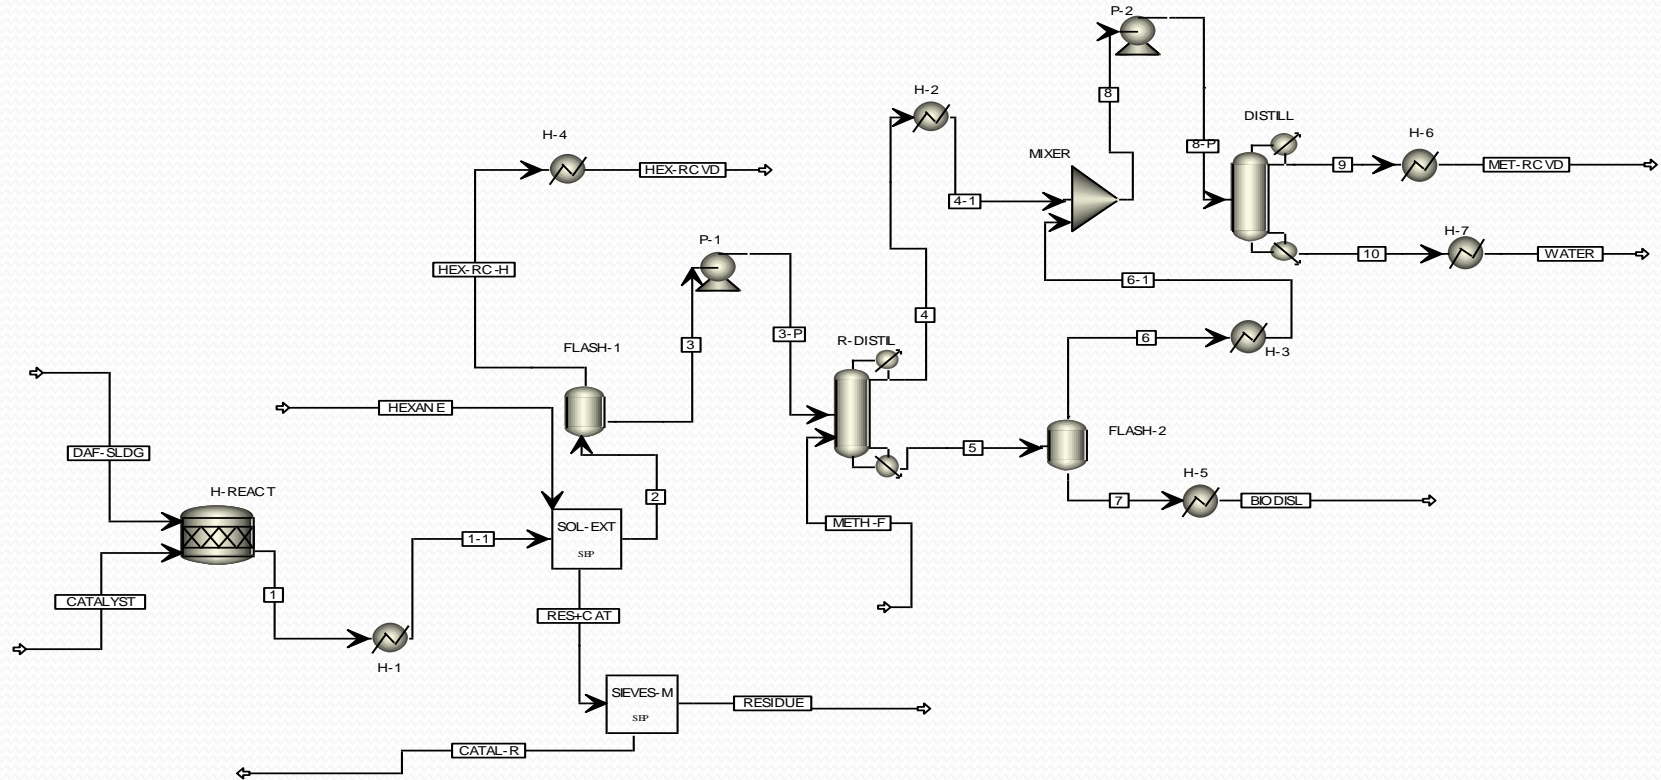 P-2
8
H-2
DISTILL
H-4
H-6
MIXER
8-P
HEX-RCVD
9
MET-RCVD
4-1
P-1
H-7
10
WATER
HEX-RC-H
6-1
4
3-P
6
3
R-DISTIL
H-3
FLASH-1
HEXANE
FLASH-2
5
DAF-SLDG
H-5
H-REACT
2
7
BIODISL
SOL-EXT
METH-F
1-1
SEP
1
CATALYST
RES+CAT
H-1
SIEVES-M
RESIDUE
SEP
CATAL-R